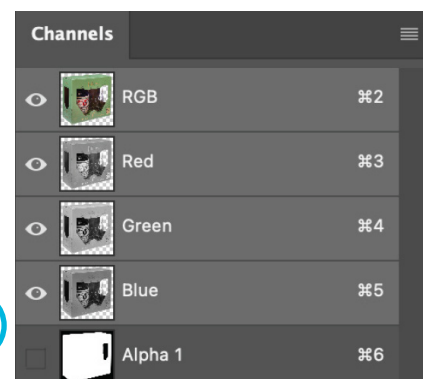 Channels
RGB ⌘2
Red ⌘3
Green ⌘4
Blue ⌘5
Alpha 1 ⌘6